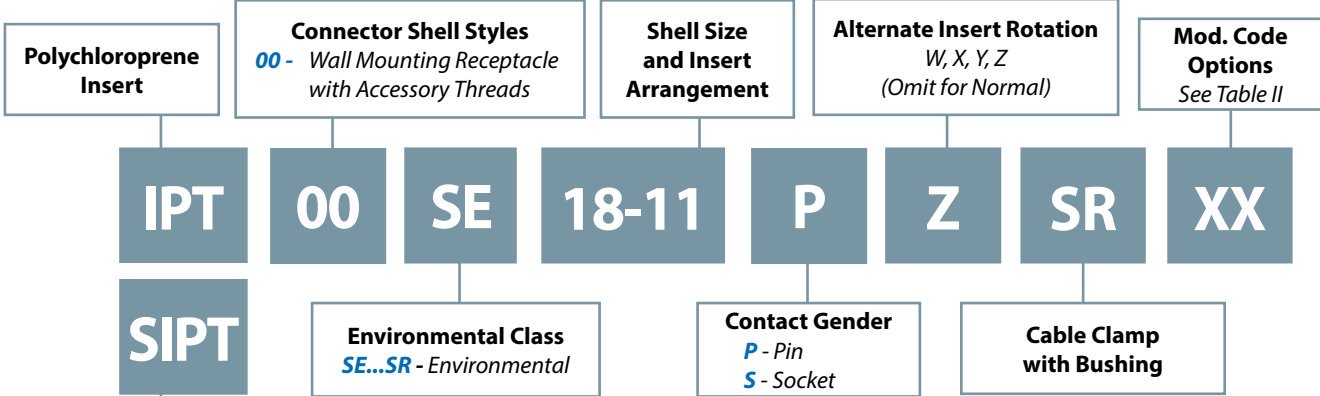 Polychloroprene
Insert
Connector Shell Styles
00 - Wall Mounting Receptacle
with Accessory Threads
Shell Size
and Insert
Arrangement
Alternate Insert Rotation
W, X, Y, Z
(Omit for Normal)
Mod. Code
Options
See Table II
IPT 00 SE 18-11 P Z SR XX
SIPT
Environmental Class
SE...SR - Environmental
Contact Gender
P - Pin
S - Socket
Cable Clamp
with Bushing